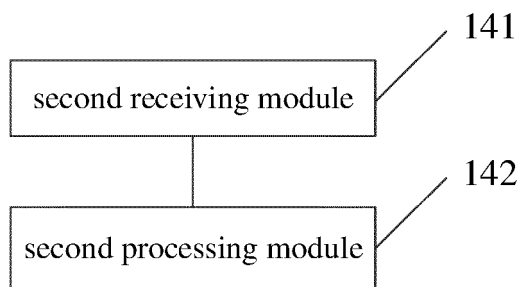 141
second receiving module
142
second processing module